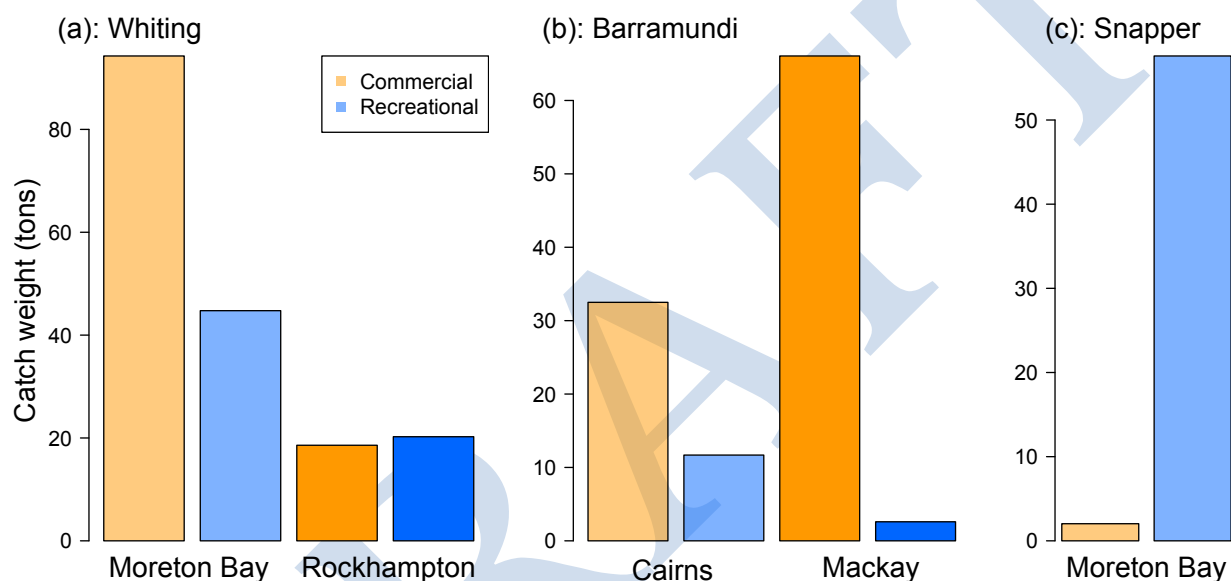 (a): Whiting
Commercial
Recreational
Catch weight (tons)
80
60
40
20
0
Moreton Bay
Rockhampton
(b): Barramundi
60
50
40
30
20
10
0
Cairns
Mackay
(c): Snapper
50
40
30
20
10
0
Moreton Bay
RAFT